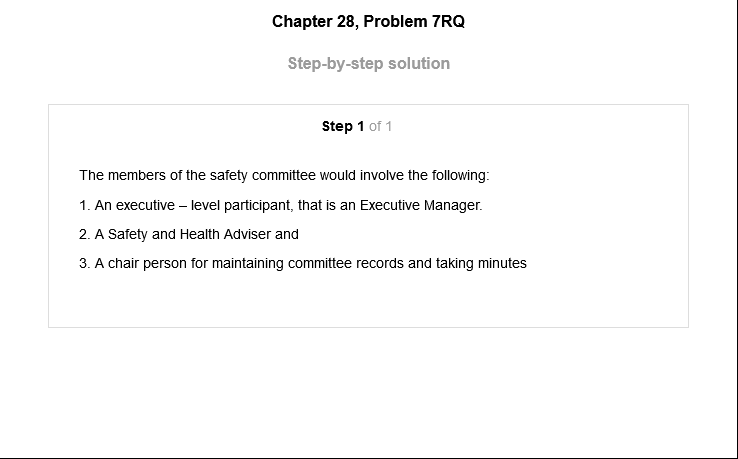 Chapter 28, Problem 7RQ
Step-by-step solution
Step 1 of 1
The members of the safety committee would involve the following:
1. An executive – level participant, that is an Executive Manager.
2. A Safety and Health Adviser and
3. A chair person for maintaining committee records and taking minutes